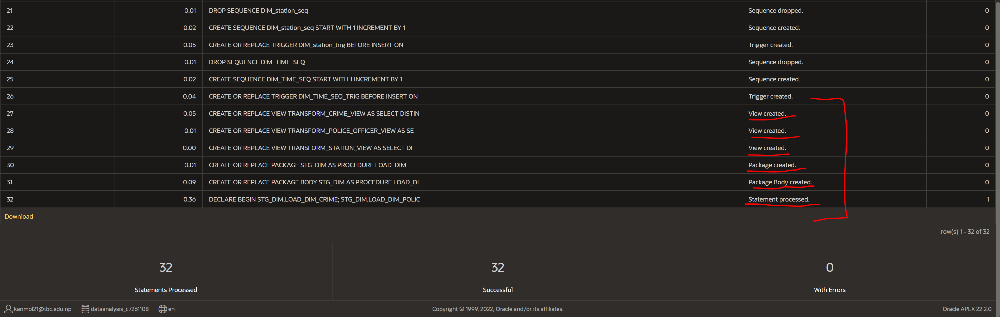 21 0.01 DROP SEQUENCE DIM_station_seq Sequence dropped. 0
22 0.02 CREATE SEQUENCE DIM_station_seq START WITH 1 INCREMENT BY 1 Sequence created. 0
23 0.05 CREATE OR REPLACE TRIGGER DIM_station_trig BEFORE INSERT ON Trigger created. 0
24 0.01 DROP SEQUENCE DIM_TIME_SEQ Sequence dropped. 0
25 0.02 CREATE SEQUENCE DIM_TIME_SEQ START WITH 1 INCREMENT BY 1 Sequence created. 0
26 0.04 CREATE OR REPLACE TRIGGER DIM_TIME_SEQ_TRIG BEFORE INSERT ON Trigger created. 0
27 0.05 CREATE OR REPLACE VIEW TRANSFORM_CRIME_VIEW AS SELECT DISTIN View created. 0
28 0.01 CREATE OR REPLACE VIEW TRANSFORM_POLICE_OFFICER_VIEW AS SE View created. 0
29 0.00 CREATE OR REPLACE VIEW TRANSFORM_STATION_VIEW AS SELECT DI View created. 0
30 0.01 CREATE OR REPLACE PACKAGE STG_DIM AS PROCEDURE LOAD_DIM_ Package created. 0
31 0.09 CREATE OR REPLACE PACKAGE BODY STG_DIM AS PROCEDURE LOAD_DI Package Body created. 0
32 0.36 DECLARE BEGIN STG_DIM.LOAD_DIM_CRIME; STG_DIM.LOAD_DIM_POLIC Statement processed. 1
Download
row(s) 1 - 32 of 32
32 32 0
Statements Processed Successful With Errors
kanmol21@tbc.edu.np dataanalysis_c7261108 en Copyright © 1999, 2022, Oracle and/or its affiliates. Oracle APEX 22.2.0